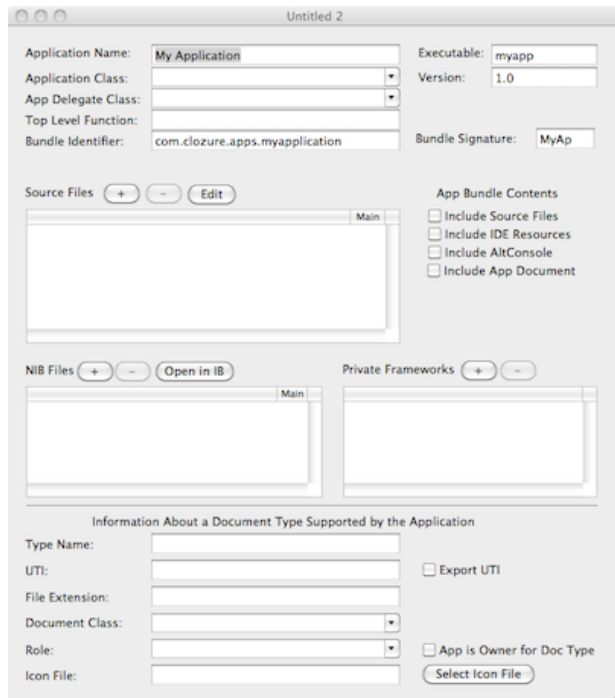 Untitled 2
Application Name: My Application Executable: myapp
Application Class: Version: 1.0
App Delegate Class:
Top Level Function:
Bundle Identifier: com.clozure.apps.myapplication Bundle Signature: MyAp
Source Files + - Edit App Bundle Contents
Main Include Source Files
Include IDE Resources
Include AltConsole
Include App Document
NIB Files + - Open in IB Private Frameworks + -
Main
Information About a Document Type Supported by the Application
Type Name:
UTI: Export UTI
File Extension:
Document Class:
Role: App is Owner for Doc Type
Icon File: Select Icon File